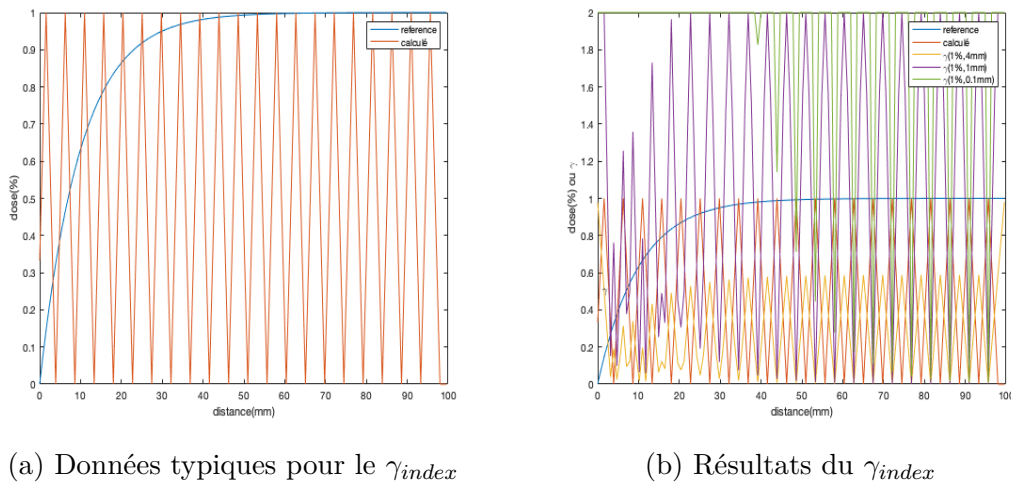 1
0.9
0.8
0.7
0.6
0.5
0.4
0.3
0.2
0.1
0
dose(%)
0 10 20 30 40 50 60 70 80 90 100
distance(mm)
reference
calculé
2
1.8
1.6
1.4
1.2
1
0.8
0.6
0.4
0.2
0
dose(%) ou γ
γ
0 10 20 30 40 50 60 70 80 90 100
distance(mm)
reference
calculé
γ(1%,4mm)
γ(1%,1mm)
γ(1%,0.1mm)
(a) Données typiques pour le γindex
(b) Résultats du γindex